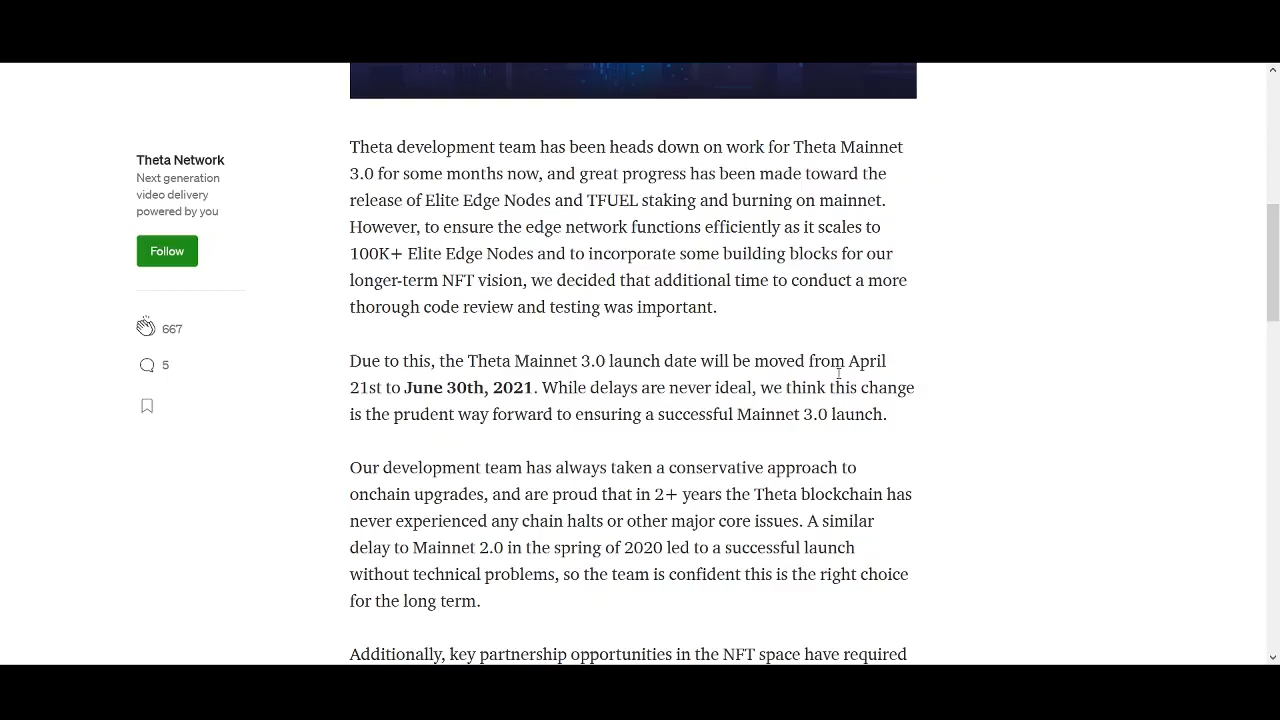 Theta Network
Next generation
video delivery
powered by you
Follow
667
5
Theta development team has been heads down on work for Theta Mainnet
3.0 for some months now, and great progress has been made toward the
release of Elite Edge Nodes and TFUEL staking and burning on mainnet.
However, to ensure the edge network functions efficiently as it scales to
100K+ Elite Edge Nodes and to incorporate some building blocks for our
longer-term NFT vision, we decided that additional time to conduct a more
thorough code review and testing was important.
Due to this, the Theta Mainnet 3.0 launch date will be moved from April
21st to June 30th, 2021. While delays are never ideal, we think this change
is the prudent way forward to ensuring a successful Mainnet 3.0 launch.
Our development team has always taken a conservative approach to
onchain upgrades, and are proud that in 2+ years the Theta blockchain has
never experienced any chain halts or other major core issues. A similar
delay to Mainnet 2.0 in the spring of 2020 led to a successful launch
without technical problems, so the team is confident this is the right choice
for the long term.
Additionally, key partnership opportunities in the NFT space have required